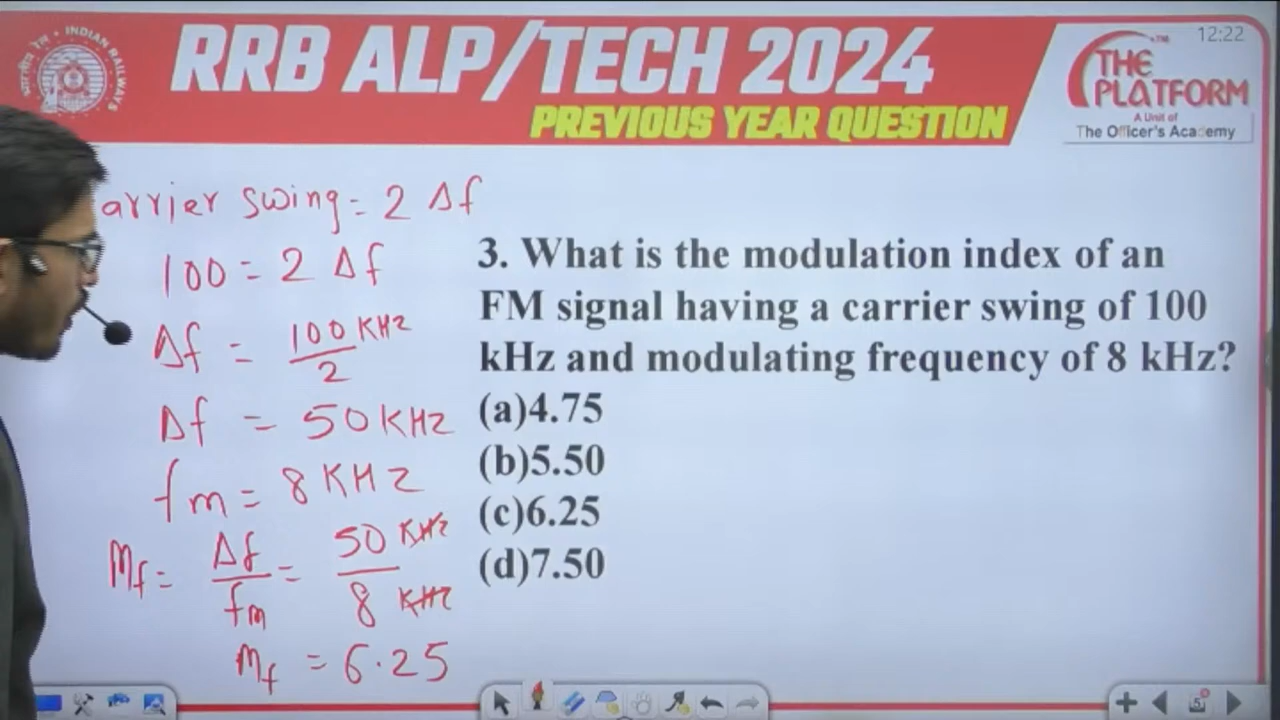 RRB ALP/TECH 2024
PREVIOUS YEAR QUESTION
INDIAN RAILWAYS
12:22
THE
PLATFORM
A Unit of
The Officer's Academy
arrier swing = 2 Δf
100 = 2 Δf
Δf = 100 KHz / 2
Δf = 50 KHz
fm = 8 KHz
Mf = Δf / fm = 50 KHz / 8 KHz
Mf = 6.25
3. What is the modulation index of an
FM signal having a carrier swing of 100
kHz and modulating frequency of 8 kHz?
(a)4.75
(b)5.50
(c)6.25
(d)7.50
5